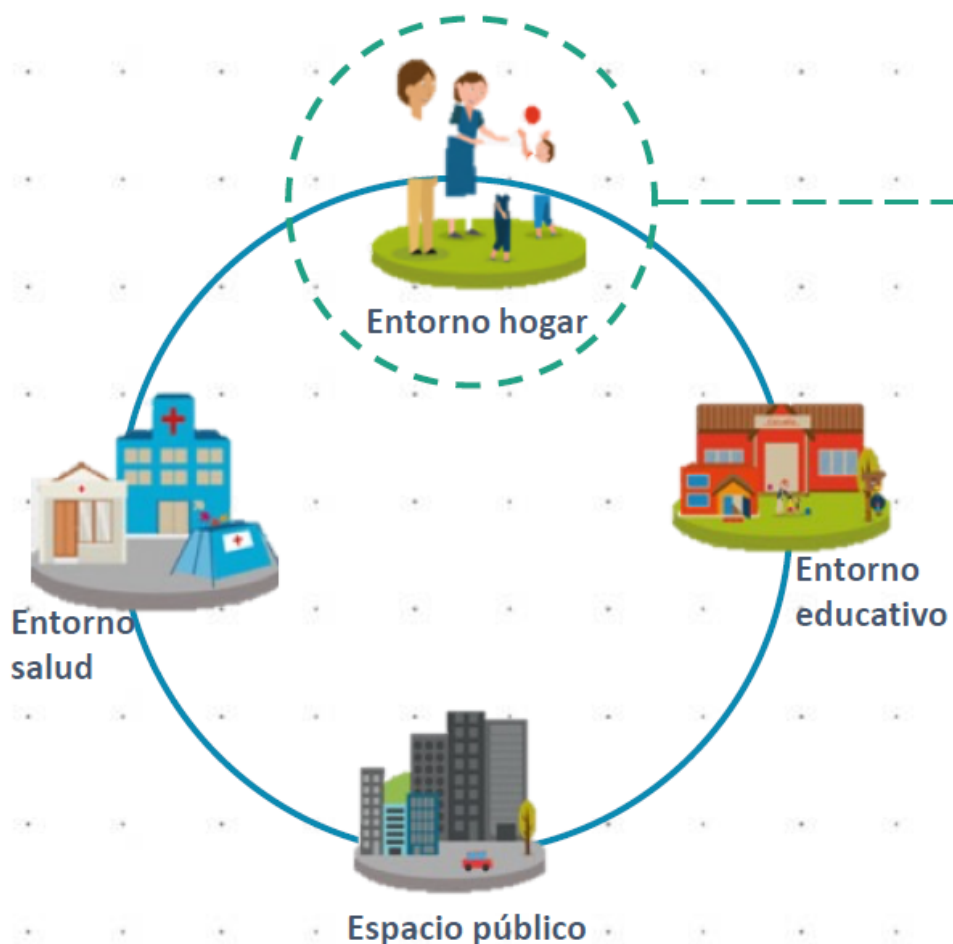 Entorno hogar
Entorno
educativo
Entorno
salud
Espacio público